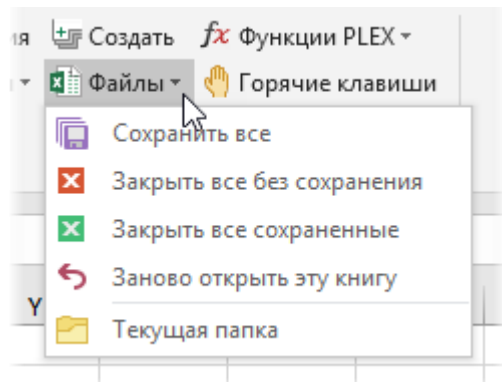 ия Создать fx Функции PLEX
Файлы Горячие клавиши
Сохранить все
Закрыть все без сохранения
Закрыть все сохраненные
Заново открыть эту книгу
Y
Текущая папка